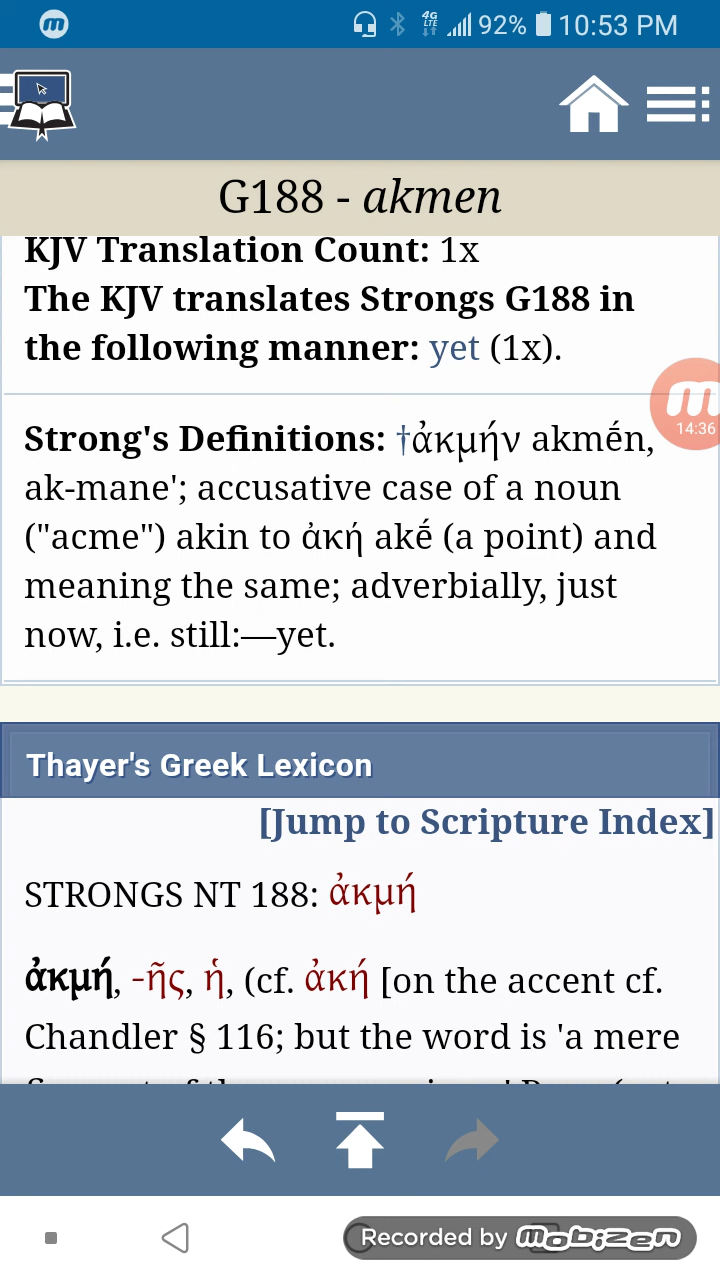 92% 10:53 PM
G188 - akmen
KJV Translation Count: 1x
The KJV translates Strongs G188 in
the following manner: yet (1x).
14:36
Strong's Definitions: †ἀκμήν akmḗn,
ak-mane'; accusative case of a noun
("acme") akin to ἀκή akḗ (a point) and
meaning the same; adverbially, just
now, i.e. still:—yet.
Thayer's Greek Lexicon
[Jump to Scripture Index]
STRONGS NT 188: ἀκμή
ἀκμή, -ῆς, ἡ, (cf. ἀκή [on the accent cf.
Chandler § 116; but the word is 'a mere
Recorded by mobizen